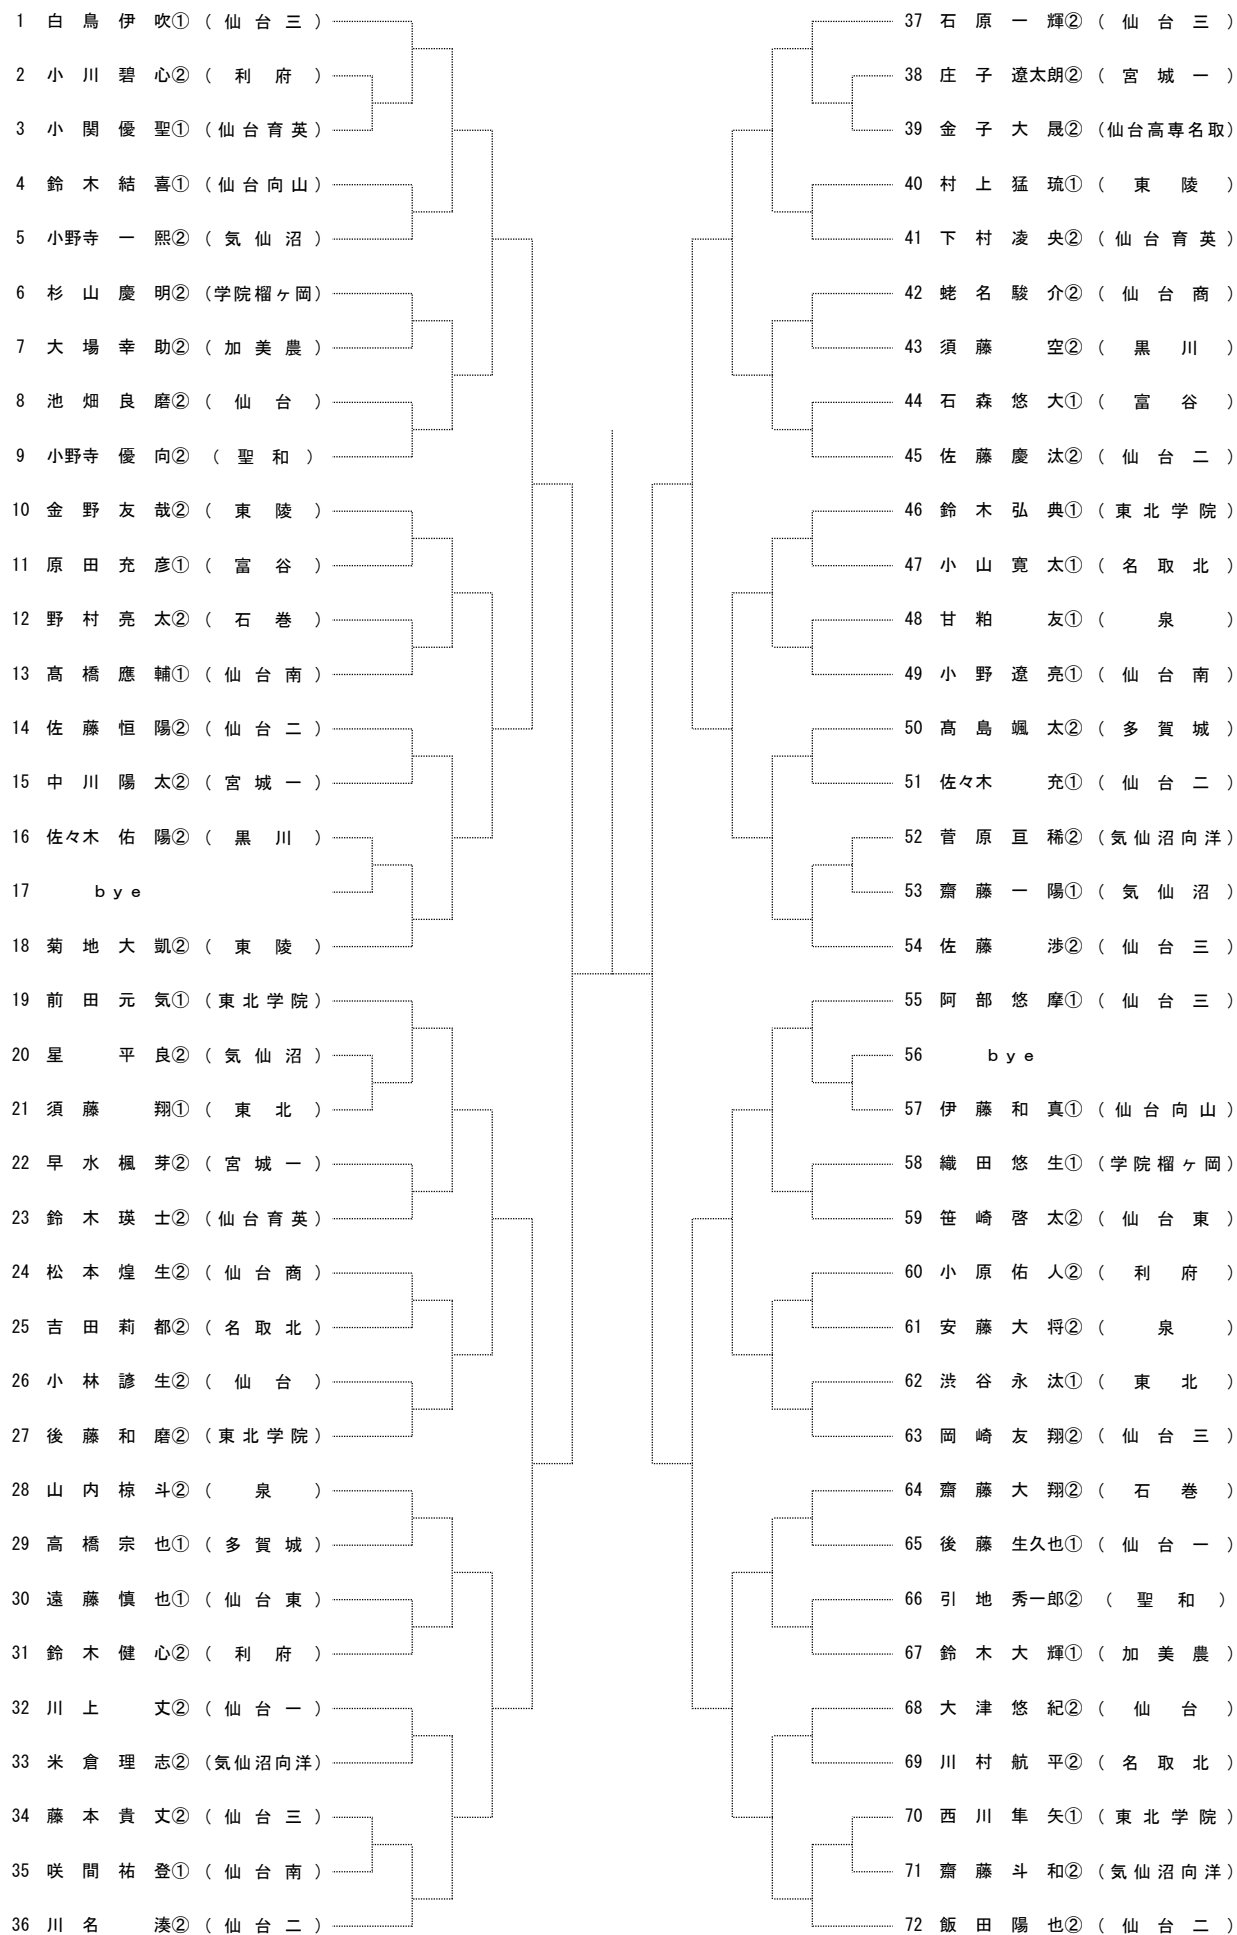 1 白鳥伊吹① (仙台三)
2 小川碧心② (利府)
3 小関優聖① (仙台育英)
4 鈴木結喜① (仙台向山)
5 小野寺一熙② (気仙沼)
6 杉山慶明② (学院榴ヶ岡)
7 大場幸助② (加美農)
8 池畑良磨② (仙台)
9 小野寺優向② (聖和)
10 金野友哉② (東陵)
11 原田充彦① (富谷)
12 野村亮太② (石巻)
13 髙橋應輔① (仙台南)
14 佐藤恒陽② (仙台二)
15 中川陽太② (宮城一)
16 佐々木佑陽② (黒川)
17 bye
18 菊地大凱② (東陵)
19 前田元気① (東北学院)
20 星平良② (気仙沼)
21 須藤翔① (東北)
22 早水楓芽② (宮城一)
23 鈴木瑛士② (仙台育英)
24 松本煌生② (仙台商)
25 吉田莉都② (名取北)
26 小林諺生② (仙台)
27 後藤和磨② (東北学院)
28 山内椋斗② (泉)
29 高橋宗也① (多賀城)
30 遠藤慎也① (仙台東)
31 鈴木健心② (利府)
32 川上丈② (仙台一)
33 米倉理志② (気仙沼向洋)
34 藤本貴丈② (仙台三)
35 咲間祐登① (仙台南)
36 川名湊② (仙台二)
37 石原一輝② (仙台三)
38 庄子遼太朗② (宮城一)
39 金子大晟② (仙台高専名取)
40 村上猛琉① (東陵)
41 下村凌央② (仙台育英)
42 蛯名駿介② (仙台商)
43 須藤空② (黒川)
44 石森悠大① (富谷)
45 佐藤慶汰② (仙台二)
46 鈴木弘典① (東北学院)
47 小山寛太① (名取北)
48 甘粕友① (泉)
49 小野遼亮① (仙台南)
50 髙島颯太② (多賀城)
51 佐々木充① (仙台二)
52 菅原亘稀② (気仙沼向洋)
53 齋藤一陽① (気仙沼)
54 佐藤渉② (仙台三)
55 阿部悠摩① (仙台三)
56 bye
57 伊藤和真① (仙台向山)
58 織田悠生① (学院榴ヶ岡)
59 笹崎啓太② (仙台東)
60 小原佑人② (利府)
61 安藤大将② (泉)
62 渋谷永汰① (東北)
63 岡崎友翔② (仙台三)
64 齋藤大翔② (石巻)
65 後藤生久也① (仙台一)
66 引地秀一郎② (聖和)
67 鈴木大輝① (加美農)
68 大津悠紀② (仙台)
69 川村航平② (名取北)
70 西川隼矢① (東北学院)
71 齋藤斗和② (気仙沼向洋)
72 飯田陽也② (仙台二)